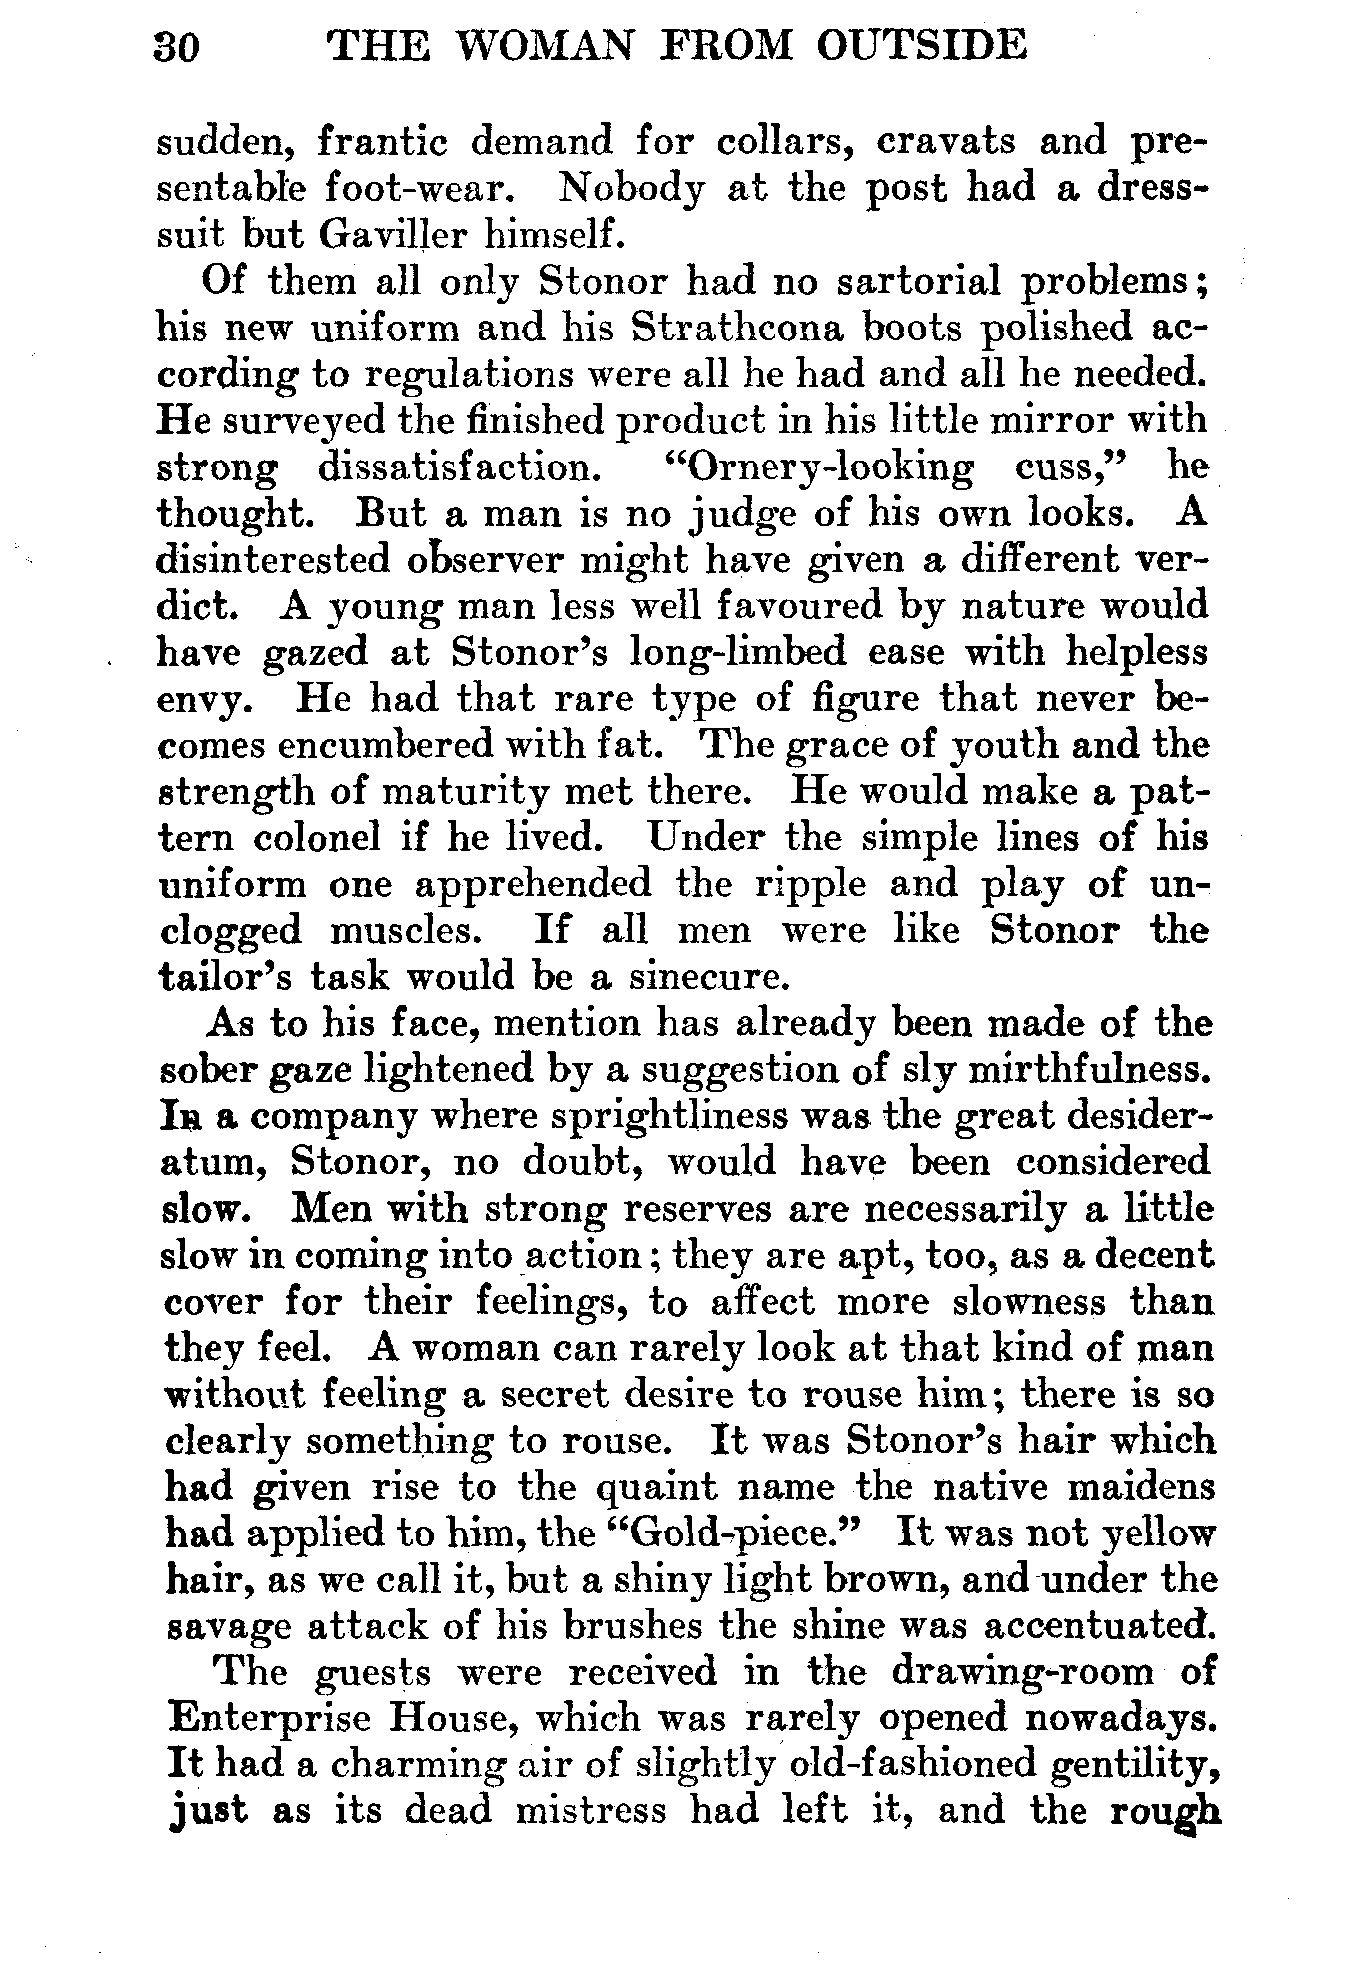 30 THE WOMAN FROM OUTSIDE
sudden, frantic demand for collars, cravats and pre-
sentable foot-wear. Nobody at the post had a dress-
suit but Gaviller himself.
Of them all only Stonor had no sartorial problems;
his new uniform and his Strathcona boots polished ac-
cording to regulations were all he had and all he needed.
He surveyed the finished product in his little mirror with
strong dissatisfaction. “Ornery-looking cuss,” he
thought. But a man is no judge of his own looks. A
disinterested observer might have given a different ver-
dict. A young man less well favoured by nature would
have gazed at Stonor’s long-limbed ease with helpless
envy. He had that rare type of figure that never be-
comes encumbered with fat. The grace of youth and the
strength of maturity met there. He would make a pat-
tern colonel if he lived. Under the simple lines of his
uniform one apprehended the ripple and play of un-
clogged muscles. If all men were like Stonor the
tailor’s task would be a sinecure.
As to his face, mention has already been made of the
sober gaze lightened by a suggestion of sly mirthfulness.
In a company where sprightliness was the great desider-
atum, Stonor, no doubt, would have been considered
slow. Men with strong reserves are necessarily a little
slow in coming into action; they are apt, too, as a decent
cover for their feelings, to affect more slowness than
they feel. A woman can rarely look at that kind of man
without feeling a secret desire to rouse him; there is so
clearly something to rouse. It was Stonor’s hair which
had given rise to the quaint name the native maidens
had applied to him, the “Gold-piece.” It was not yellow
hair, as we call it, but a shiny light brown, and under the
savage attack of his brushes the shine was accentuated.
The guests were received in the drawing-room of
Enterprise House, which was rarely opened nowadays.
It had a charming air of slightly old-fashioned gentility,
just as its dead mistress had left it, and the rough